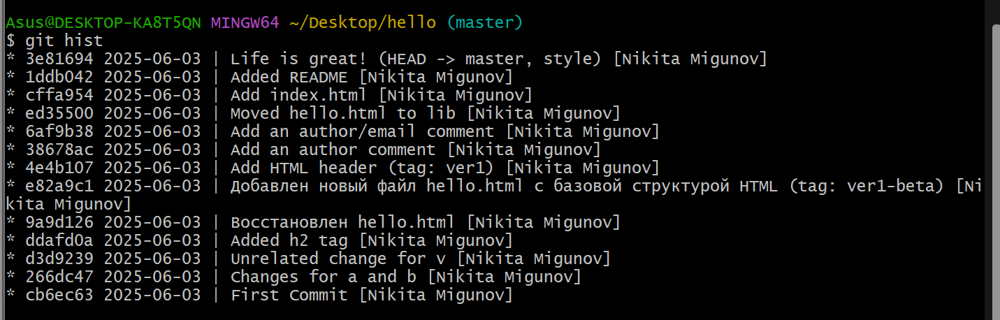 Asus@DESKTOP-KA8T5QN MINGW64 ~/Desktop/hello (master)
$ git hist
* 3e81694 2025-06-03 | Life is great! (HEAD -> master, style) [Nikita Migunov]
* 1ddb042 2025-06-03 | Added README [Nikita Migunov]
* cffa954 2025-06-03 | Add index.html [Nikita Migunov]
* ed35500 2025-06-03 | Moved hello.html to lib [Nikita Migunov]
* 6af9b38 2025-06-03 | Add an author/email comment [Nikita Migunov]
* 38678ac 2025-06-03 | Add an author comment [Nikita Migunov]
* 4e4b107 2025-06-03 | Add HTML header (tag: ver1) [Nikita Migunov]
* e82a9c1 2025-06-03 | Добавлен новый файл hello.html с базовой структурой HTML (tag: ver1-beta) [Ni
kita Migunov]
* 9a9d126 2025-06-03 | Восстановлен hello.html [Nikita Migunov]
* ddafd0a 2025-06-03 | Added h2 tag [Nikita Migunov]
* d3d9239 2025-06-03 | Unrelated change for v [Nikita Migunov]
* 266dc47 2025-06-03 | Changes for a and b [Nikita Migunov]
* cb6ec63 2025-06-03 | First Commit [Nikita Migunov]